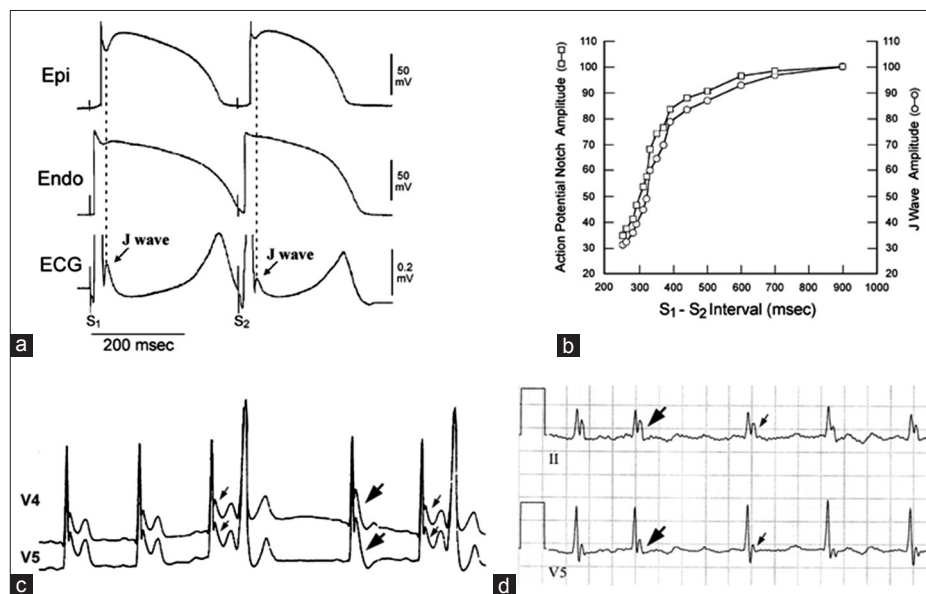 Epi
50
mV
Endo
50
mV
J wave
J wave
ECG
0.2
mV
S1
S2
200 msec
a
Action Potential Notch Amplitude (□-□)
110
100
90
80
70
60
50
40
30
20
110
100
90
80
70
60
50
40
30
20
J Wave Amplitude (o-o)
200 300 400 500 600 700 800 900 1000
S1 - S2 Interval (msec)
b
V4
V5
c
II
V5
d